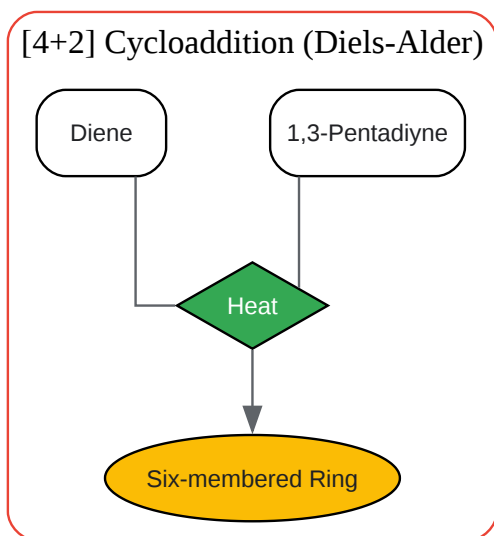 [4+2] Cycloaddition (Diels-Alder)
Diene
1,3-Pentadiyne
Heat
Six-membered Ring